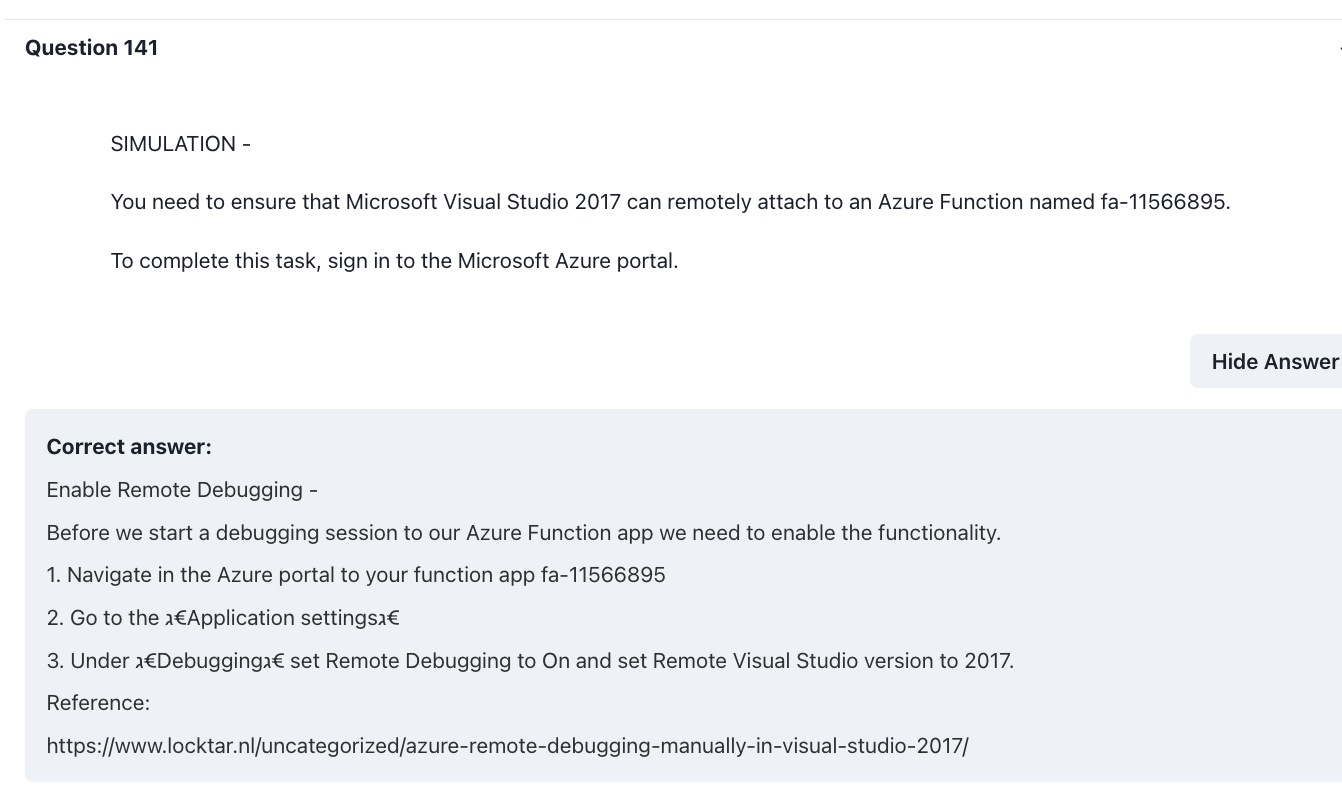 Question 141
SIMULATION -
You need to ensure that Microsoft Visual Studio 2017 can remotely attach to an Azure Function named fa-11566895.
To complete this task, sign in to the Microsoft Azure portal.
Hide Answer
Correct answer:
Enable Remote Debugging -
Before we start a debugging session to our Azure Function app we need to enable the functionality.
1. Navigate in the Azure portal to your function app fa-11566895
2. Go to the ג€Application settingsג€
3. Under ג€Debuggingג€ set Remote Debugging to On and set Remote Visual Studio version to 2017.
Reference:
https://www.locktar.nl/uncategorized/azure-remote-debugging-manually-in-visual-studio-2017/